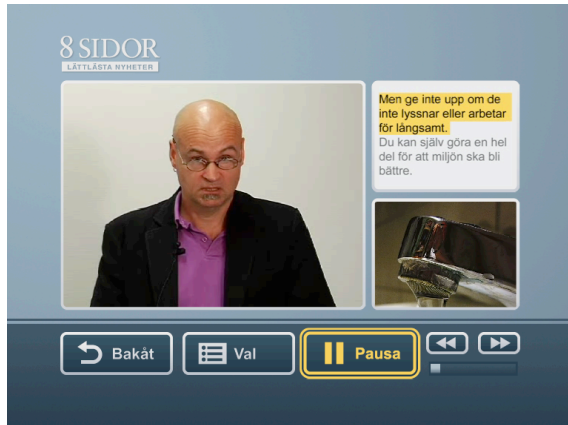 8 SIDOR
LÄTTLÄSTA NYHETER
Men ge inte upp om de
inte lyssnar eller arbetar
för långsamt.
Du kan själv göra en hel
del för att miljön ska bli
bättre.
Bakåt
Val
Pausa